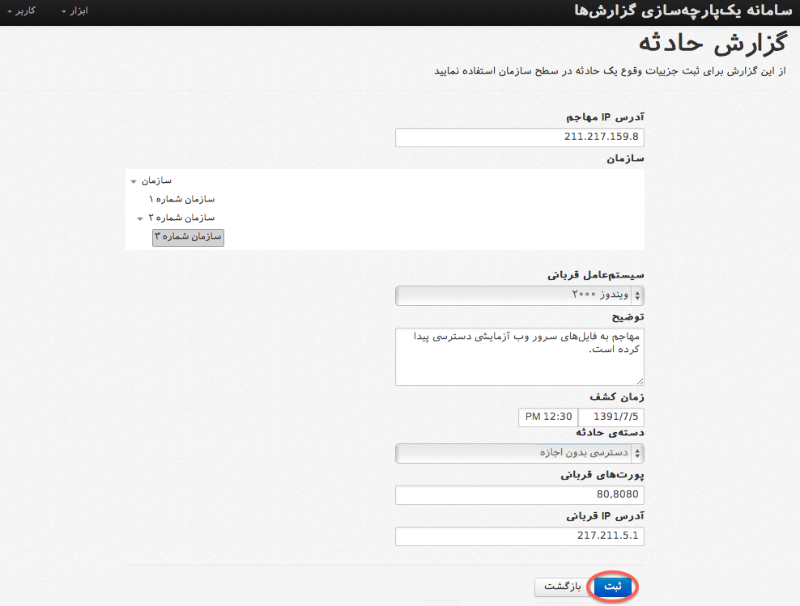 سامانه یک‌پارچه‌سازی گزارش‌ها
ابزار
کاربر
گزارش حادثه
از این گزارش برای ثبت جزییات وقوع یک حادثه در سطح سازمان استفاده نمایید
آدرس IP مهاجم
211.217.159.8
سازمان
سازمان
سازمان شماره ۱
سازمان شماره ۲
سازمان شماره ۳
سیستم‌عامل قربانی
ویندوز ۲۰۰۰
توضیح
مهاجم به فایل‌های سرور وب آزمایشی دسترسی پیدا
کرده است.
زمان کشف
1391/7/5
12:30 PM
دسته‌ی حادثه
دسترسی بدون اجازه
پورت‌های قربانی
80,8080
آدرس IP قربانی
217.211.5.1
ثبت
بازگشت